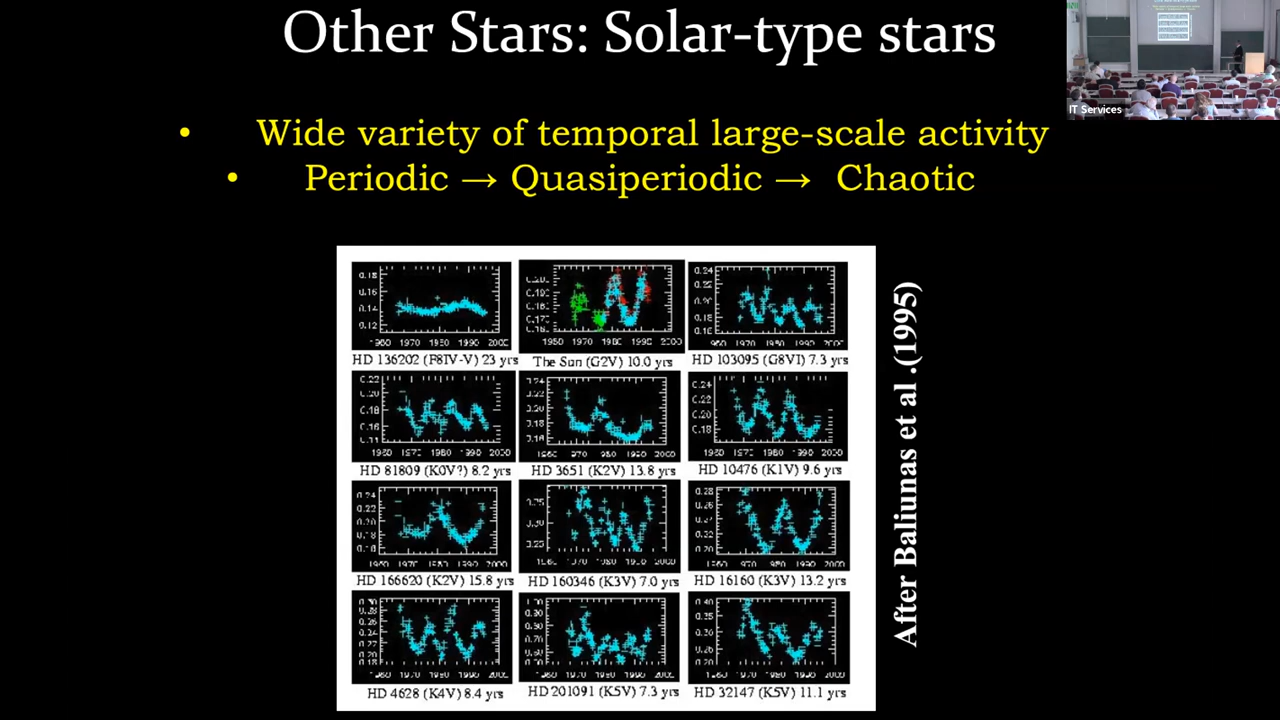 Other Stars: Solar-type stars
IT Services
• Wide variety of temporal large-scale activity
• Periodic → Quasiperiodic → Chaotic
HD 136202 (F8IV-V) 23 yrs
The Sun (G2V) 10.0 yrs
HD 103095 (G8VI) 7.3 yrs
HD 81809 (K0V?) 8.2 yrs
HD 3651 (K2V) 13.8 yrs
HD 10476 (K1V) 9.6 yrs
HD 166620 (K2V) 15.8 yrs
HD 160346 (K3V) 7.0 yrs
HD 16160 (K3V) 13.2 yrs
HD 4628 (K4V) 8.4 yrs
HD 201091 (K5V) 7.3 yrs
HD 32147 (K5V) 11.1 yrs
After Baliunas et al .(1995)